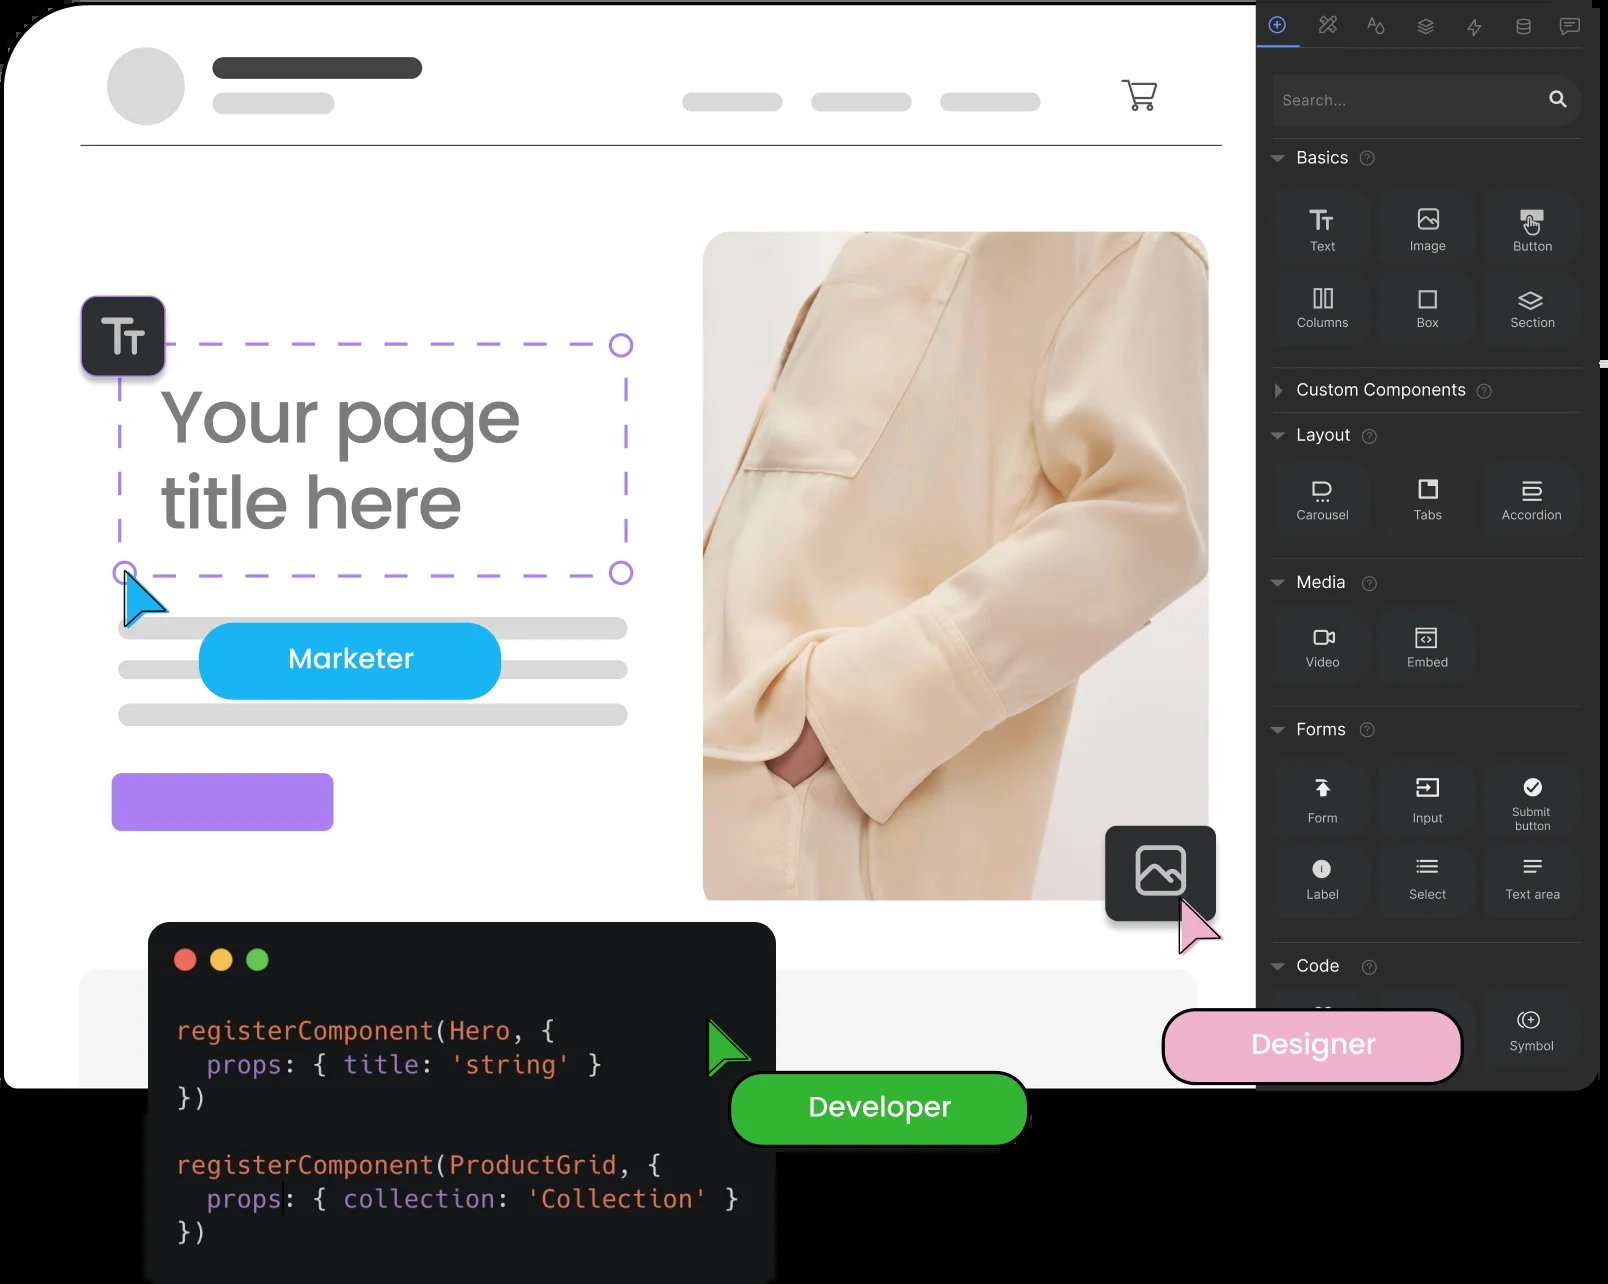 Search...
Basics
Text
Image
Button
Columns
Box
Section
Custom Components
Layout
Carousel
Tabs
Accordion
Media
Video
Embed
Forms
Form
Input
Submit
button
Label
Select
Text area
Code
Symbol
Tт
Your page
title here
Marketer
registerComponent(Hero, {
props: { title: 'string' }
})
registerComponent(ProductGrid, {
props: { collection: 'Collection' }
})
Developer
Designer